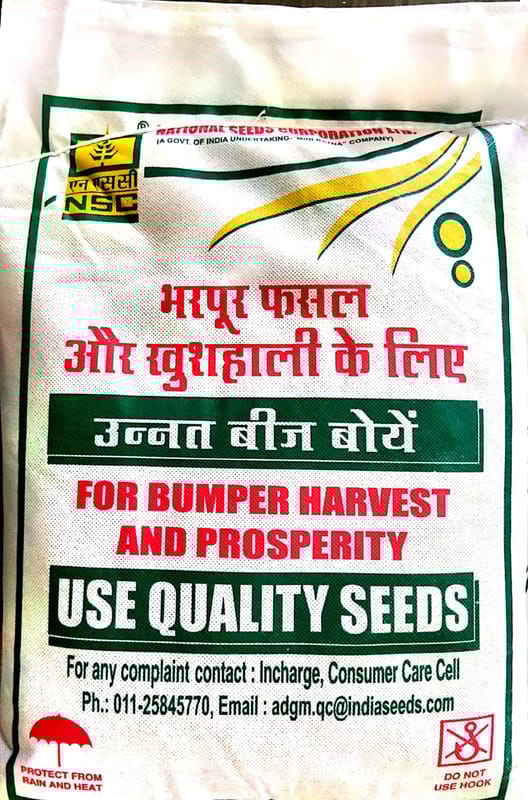 NATIONAL SEEDS CORPORATION LTD.
(A GOVT. OF INDIA UNDERTAKING- "MINI RATNA" COMPANY)
एन एस सी
NSC
भरपूर फसल
और खुशहाली के लिए
उन्नत बीज बोयें
FOR BUMPER HARVEST
AND PROSPERITY
USE QUALITY SEEDS
For any complaint contact : Incharge, Consumer Care Cell
Ph.: 011-25845770, Email : adgm.qc@indiaseeds.com
PROTECT FROM
RAIN AND HEAT
DO NOT
USE HOOK